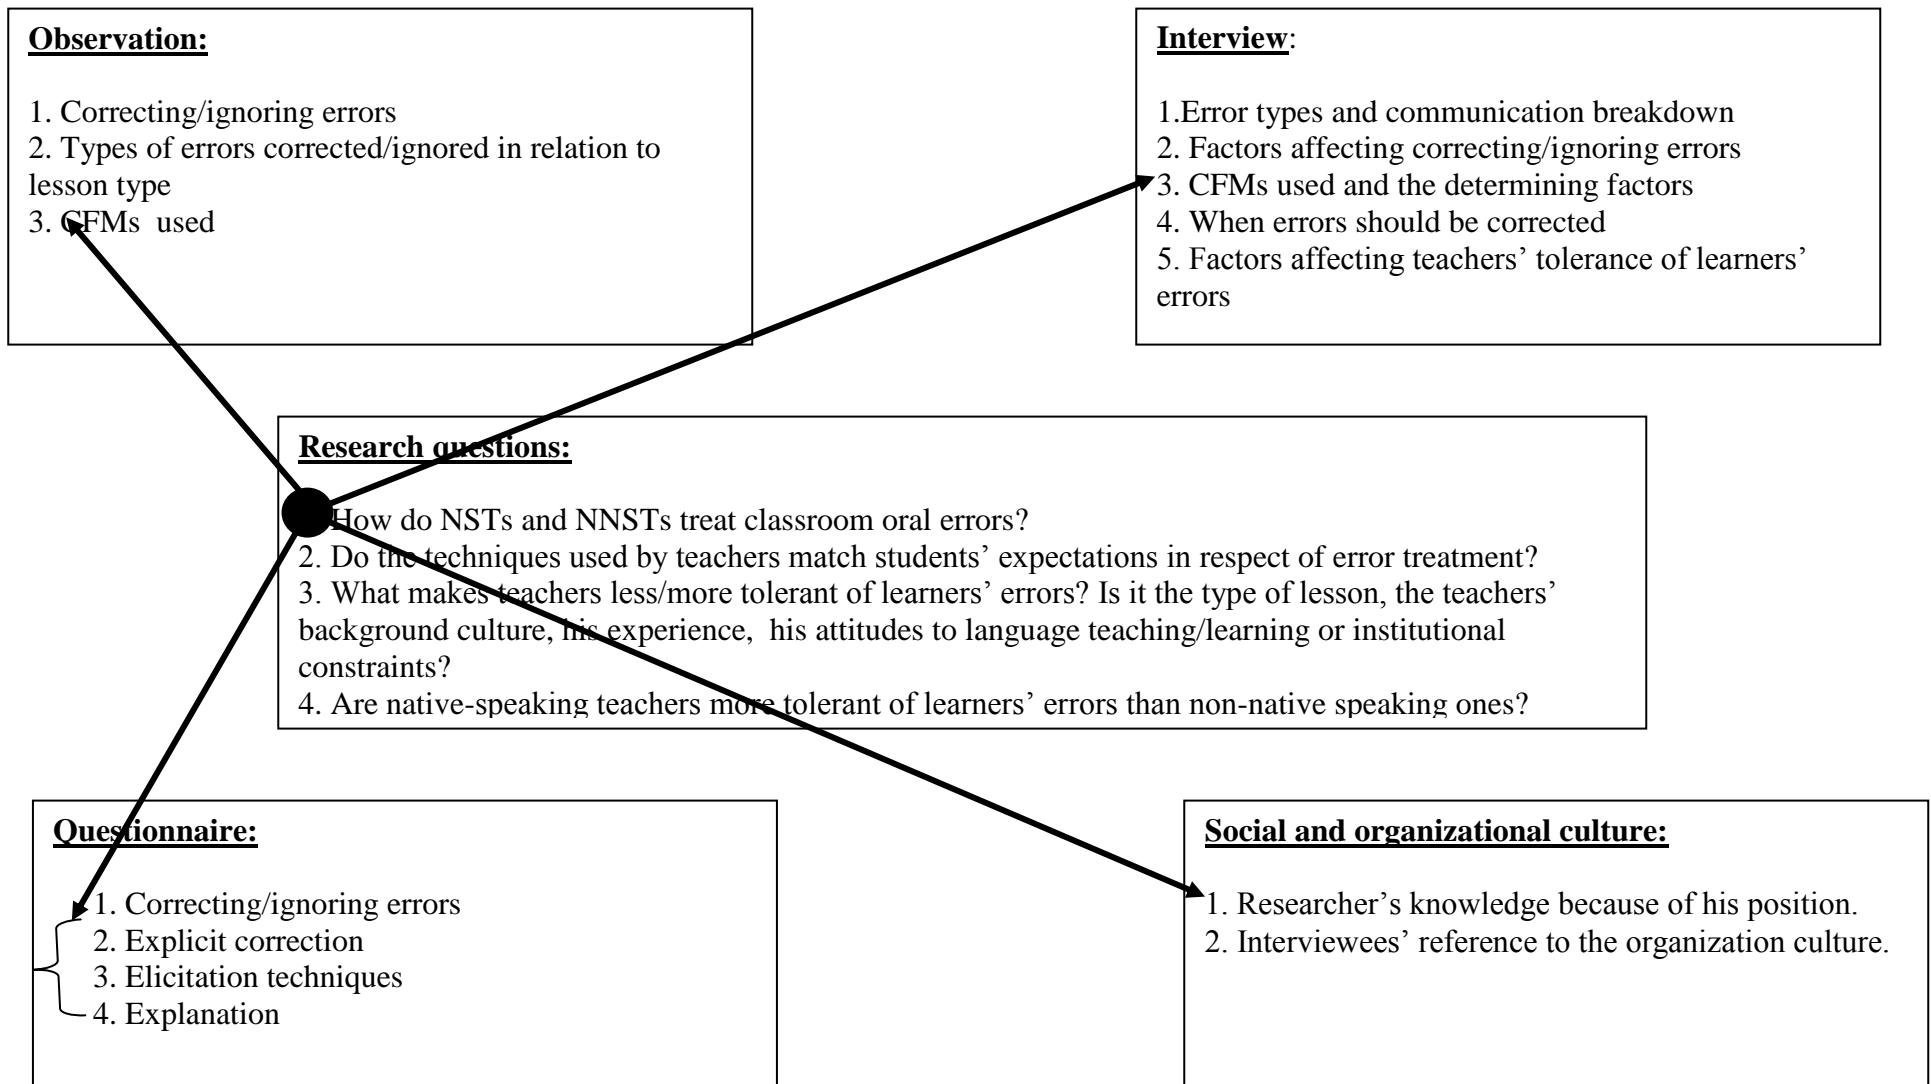 Observation:
1. Correcting/ignoring errors
2. Types of errors corrected/ignored in relation to
lesson type
3. CFMs used
Interview:
1.Error types and communication breakdown
2. Factors affecting correcting/ignoring errors
3. CFMs used and the determining factors
4. When errors should be corrected
5. Factors affecting teachers’ tolerance of learners’
errors
Research questions:
How do NSTs and NNSTs treat classroom oral errors?
2. Do the techniques used by teachers match students’ expectations in respect of error treatment?
3. What makes teachers less/more tolerant of learners’ errors? Is it the type of lesson, the teachers’
background culture, his experience, his attitudes to language teaching/learning or institutional
constraints?
4. Are native-speaking teachers more tolerant of learners’ errors than non-native speaking ones?
Questionnaire:
1. Correcting/ignoring errors
2. Explicit correction
3. Elicitation techniques
4. Explanation
Social and organizational culture:
1. Researcher’s knowledge because of his position.
2. Interviewees’ reference to the organization culture.